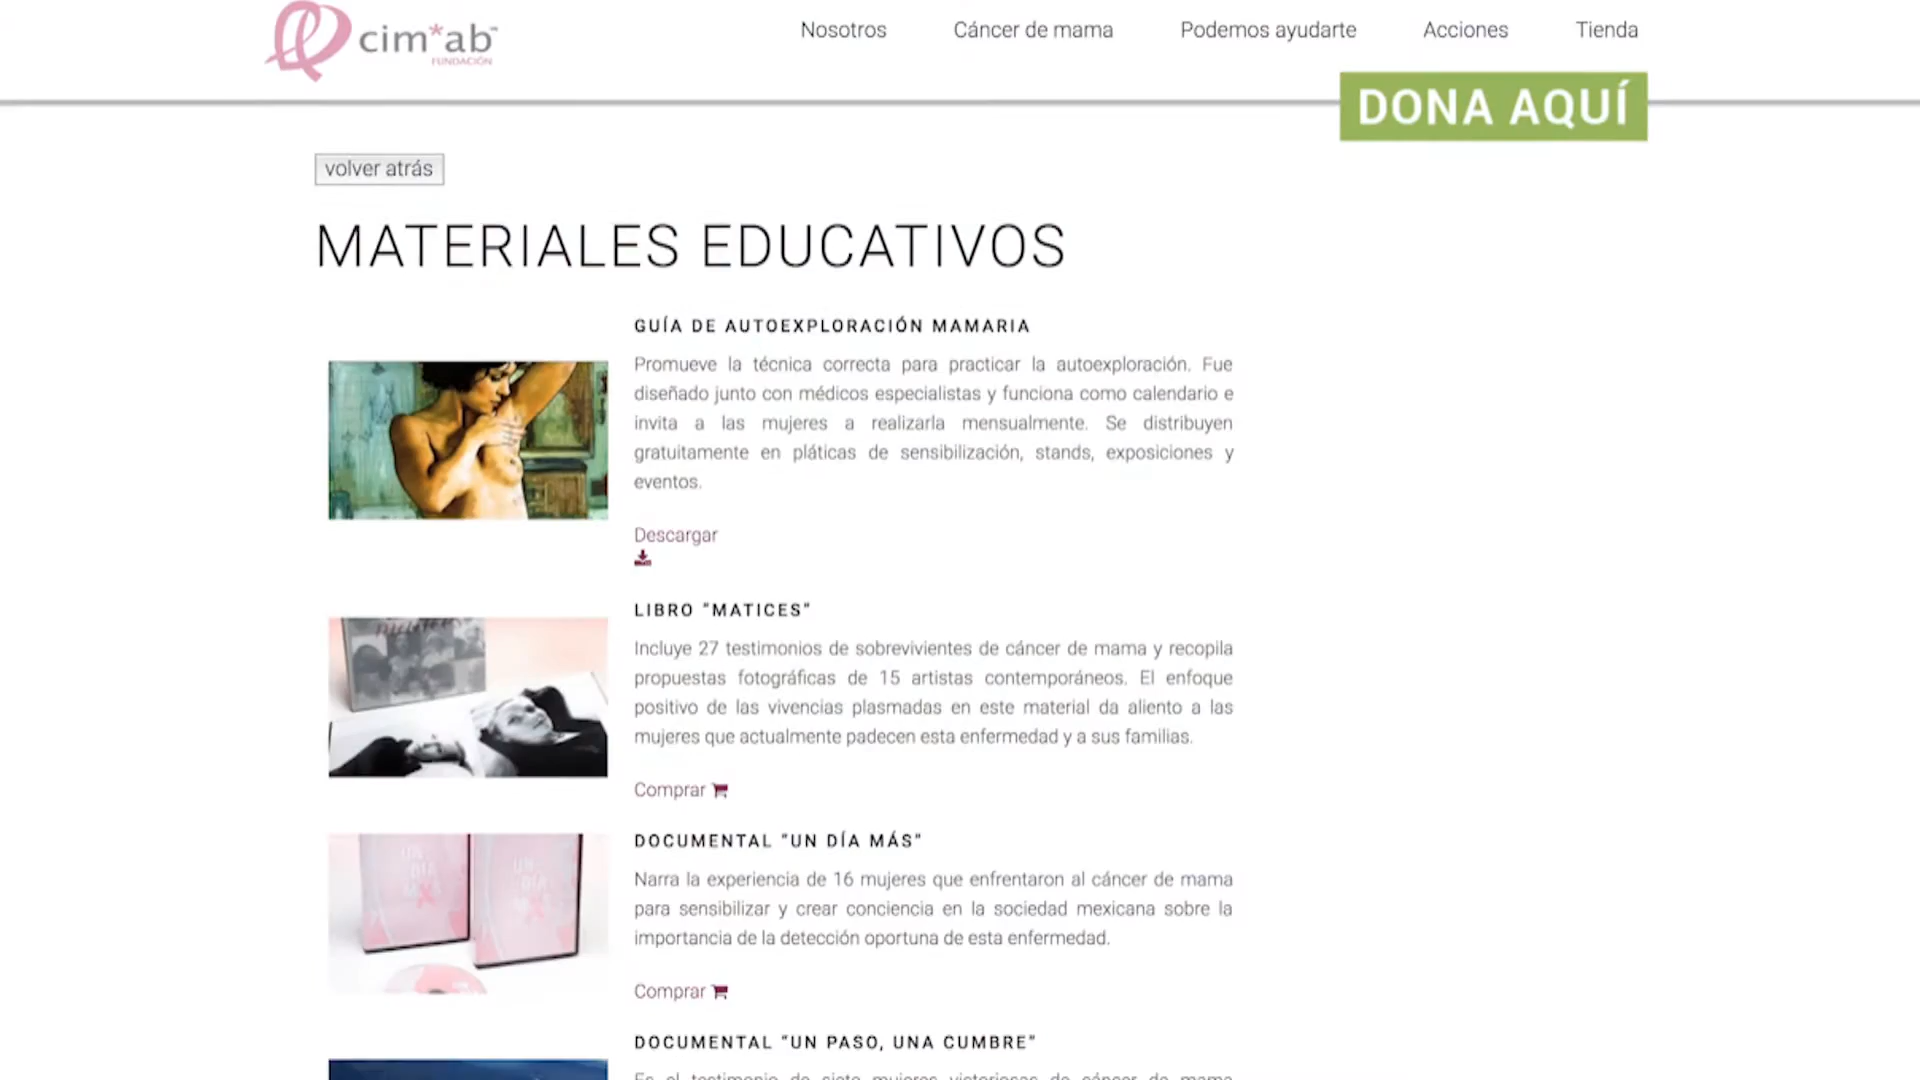 cim*ab™
FUNDACIÓN
Nosotros
Cáncer de mama
Podemos ayudarte
Acciones
Tienda
DONA AQUÍ
volver atrás
MATERIALES EDUCATIVOS
GUÍA DE AUTOEXPLORACIÓN MAMARIA
Promueve la técnica correcta para practicar la autoexploración. Fue
diseñado junto con médicos especialistas y funciona como calendario e
invita a las mujeres a realizarla mensualmente. Se distribuyen
gratuitamente en pláticas de sensibilización, stands, exposiciones y
eventos.
Descargar
LIBRO "MATICES"
Incluye 27 testimonios de sobrevivientes de cáncer de mama y recopila
propuestas fotográficas de 15 artistas contemporáneos. El enfoque
positivo de las vivencias plasmadas en este material da aliento a las
mujeres que actualmente padecen esta enfermedad y a sus familias.
Comprar
UN DÍA MÁS
UN DÍA MÁS
DOCUMENTAL "UN DÍA MÁS"
Narra la experiencia de 16 mujeres que enfrentaron al cáncer de mama
para sensibilizar y crear conciencia en la sociedad mexicana sobre la
importancia de la detección oportuna de esta enfermedad.
Comprar
DOCUMENTAL "UN PASO, UNA CUMBRE"
Es el testimonio de siete mujeres victoriosas de cáncer de mama